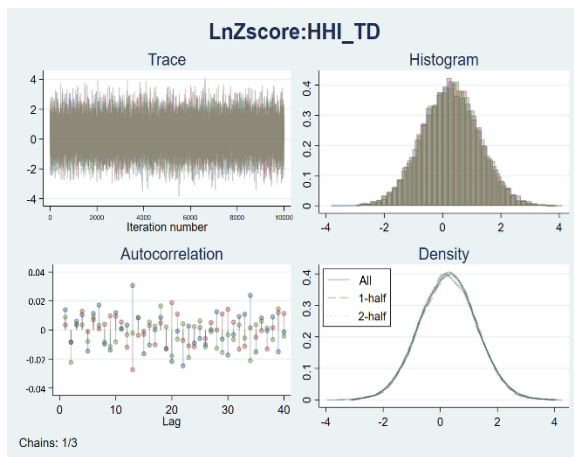 LnZscore:HHI_TD
Trace
4
2
0
-2
-4
0 2000 4000 6000 8000 10000
Iteration number
Histogram
0.4
0.3
0.2
0.1
0
-4 -2 0 2 4
Autocorrelation
0.04
0.02
0
-0.02
-0.04
0 10 20 30 40
Lag
Density
All
1-half
2-half
0.4
0.3
0.2
0.1
0
-4 -2 0 2 4
Chains: 1/3